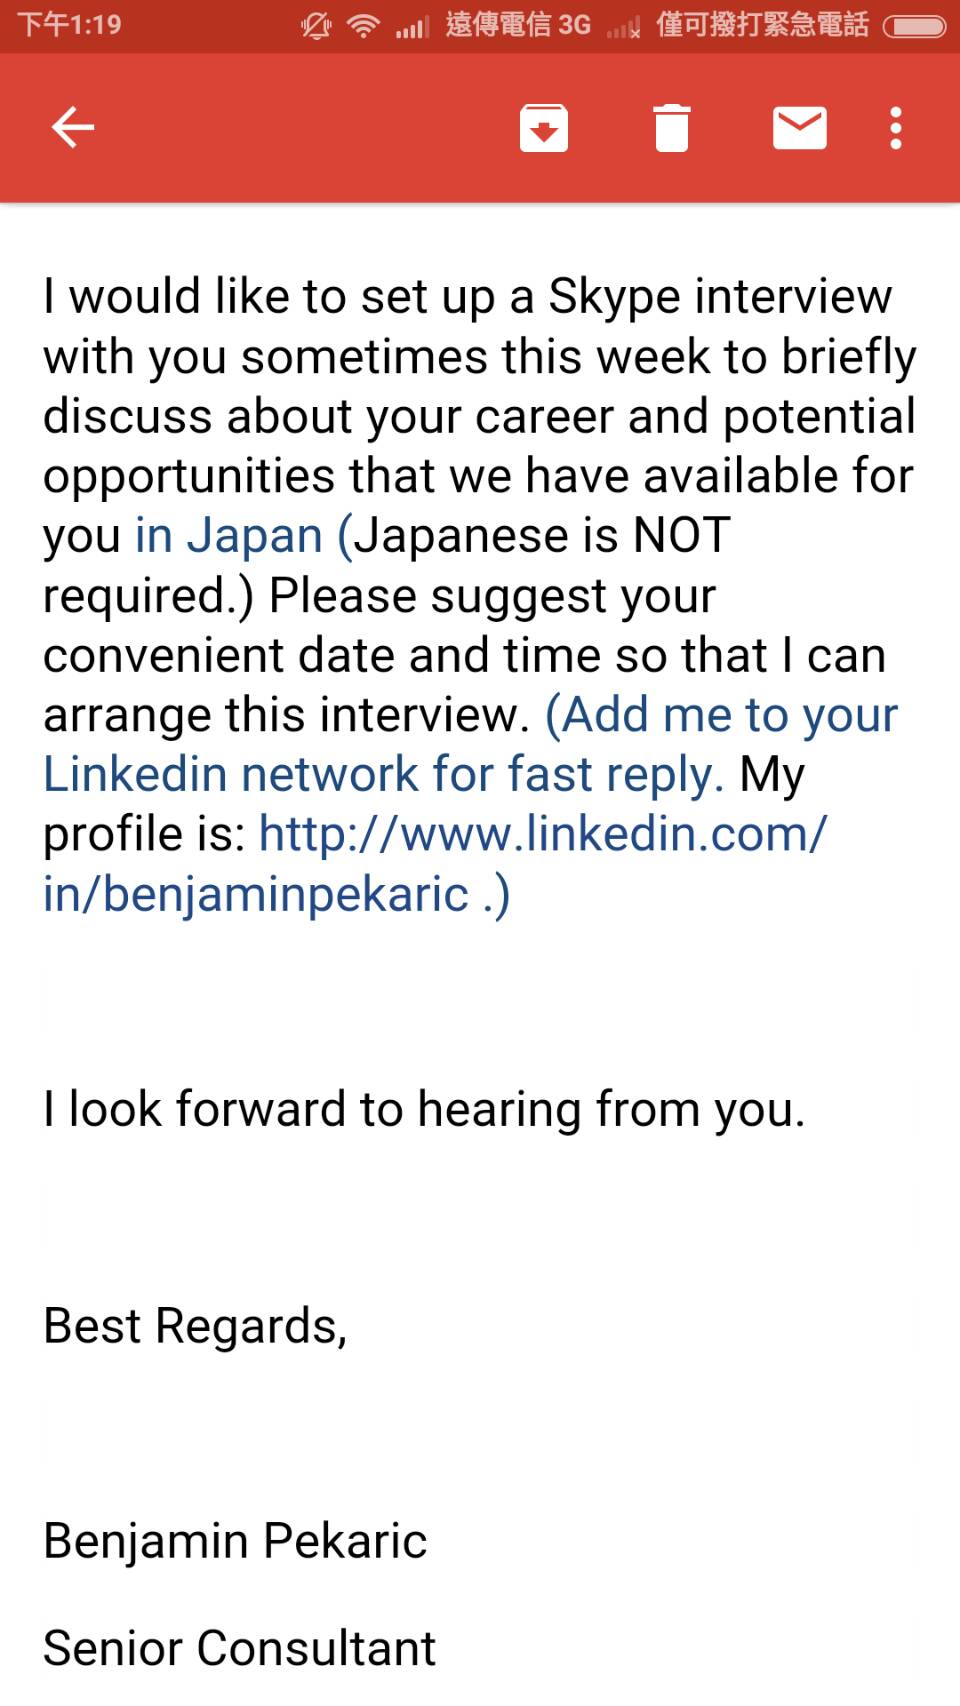 下午1:19 遠傳電信 3G 僅可撥打緊急電話
I would like to set up a Skype interview
with you sometimes this week to briefly
discuss about your career and potential
opportunities that we have available for
you in Japan (Japanese is NOT
required.) Please suggest your
convenient date and time so that I can
arrange this interview. (Add me to your
Linkedin network for fast reply. My
profile is: http://www.linkedin.com/
in/benjaminpekaric .)
I look forward to hearing from you.
Best Regards,
Benjamin Pekaric
Senior Consultant